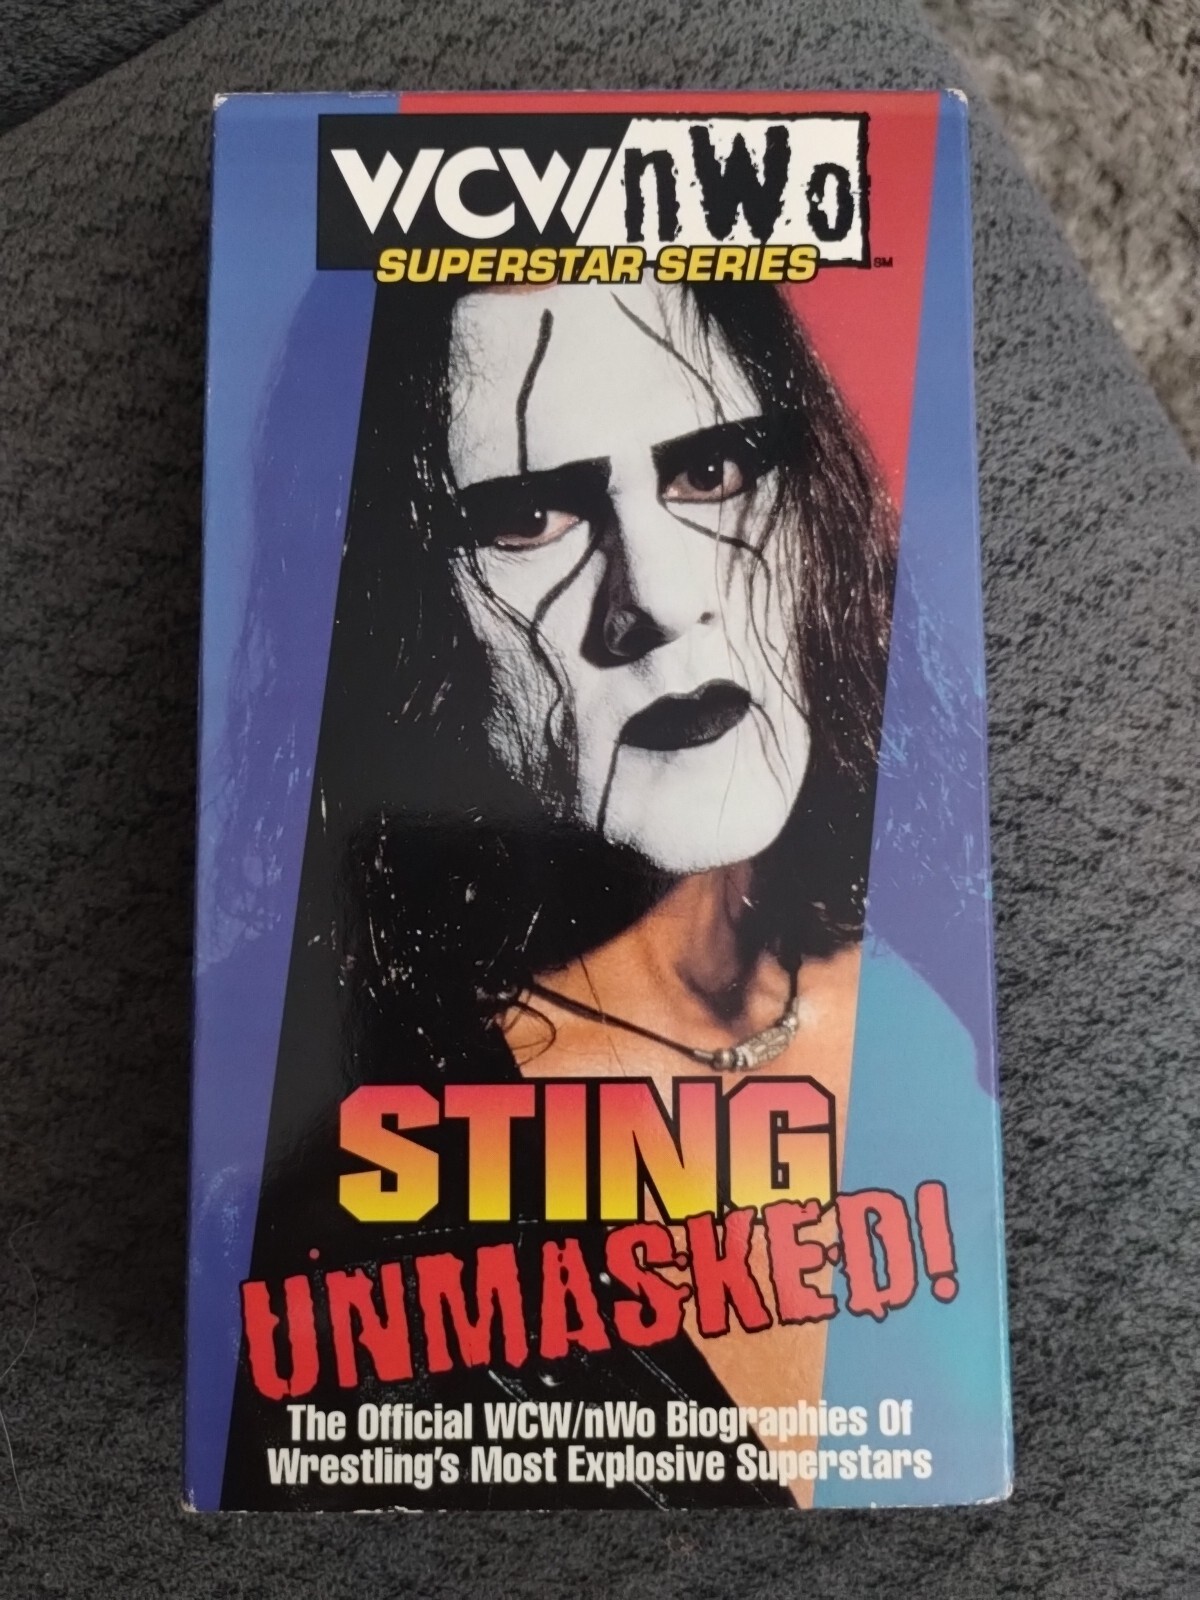 WCW/nWo
SUPERSTAR SERIES SM
STING
UNMASKED!
The Official WCW/nWo Biographies Of
Wrestling's Most Explosive Superstars